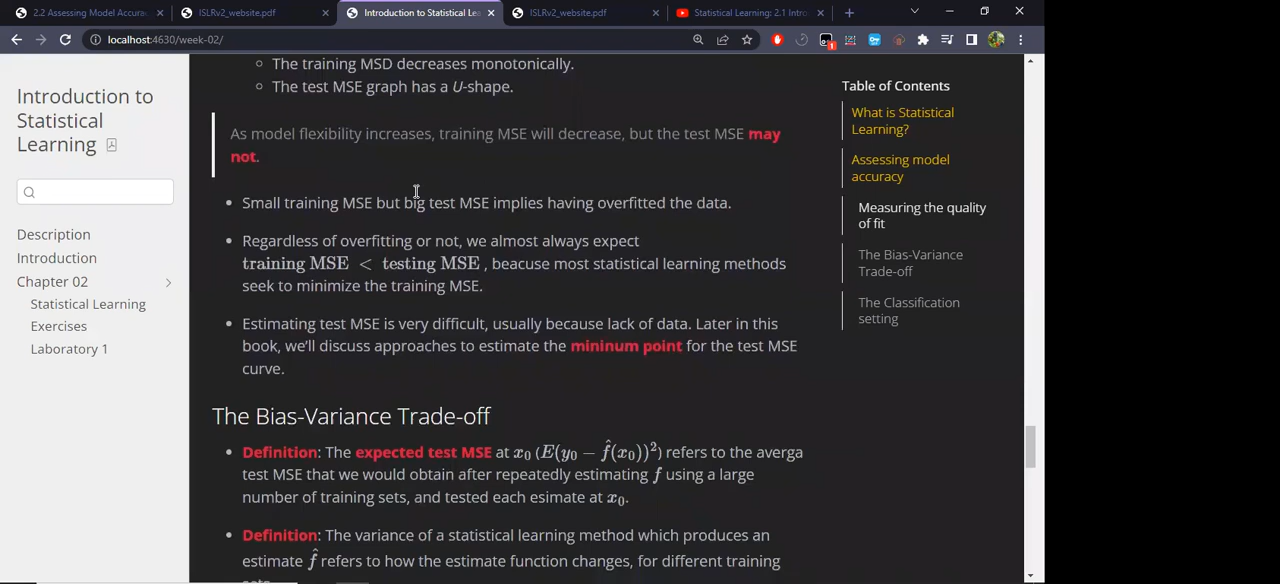 2.2 Assessing Model Accura
ISLRv2_website.pdf
Introduction to Statistical Le
ISLRv2_website.pdf
Statistical Learning: 2.1 Intro
localhost:4630/week-02/
1
Introduction to
Statistical
Learning
Description
Introduction
Chapter 02
Statistical Learning
Exercises
Laboratory 1
The training MSD decreases monotonically.
The test MSE graph has a U-shape.
As model flexibility increases, training MSE will decrease, but the test MSE may
not.
Small training MSE but big test MSE implies having overfitted the data.
Regardless of overfitting or not, we almost always expect
training MSE < testing MSE , beacuse most statistical learning methods
seek to minimize the training MSE.
Estimating test MSE is very difficult, usually because lack of data. Later in this
book, we'll discuss approaches to estimate the mininum point for the test MSE
curve.
The Bias-Variance Trade-off
Definition: The expected test MSE at x₀ (E(y₀ − f̂(x₀))²) refers to the averga
test MSE that we would obtain after repeatedly estimating f using a large
number of training sets, and tested each esimate at x₀.
Definition: The variance of a statistical learning method which produces an
estimate f̂ refers to how the estimate function changes, for different training
Table of Contents
What is Statistical
Learning?
Assessing model
accuracy
Measuring the quality
of fit
The Bias-Variance
Trade-off
The Classification
setting